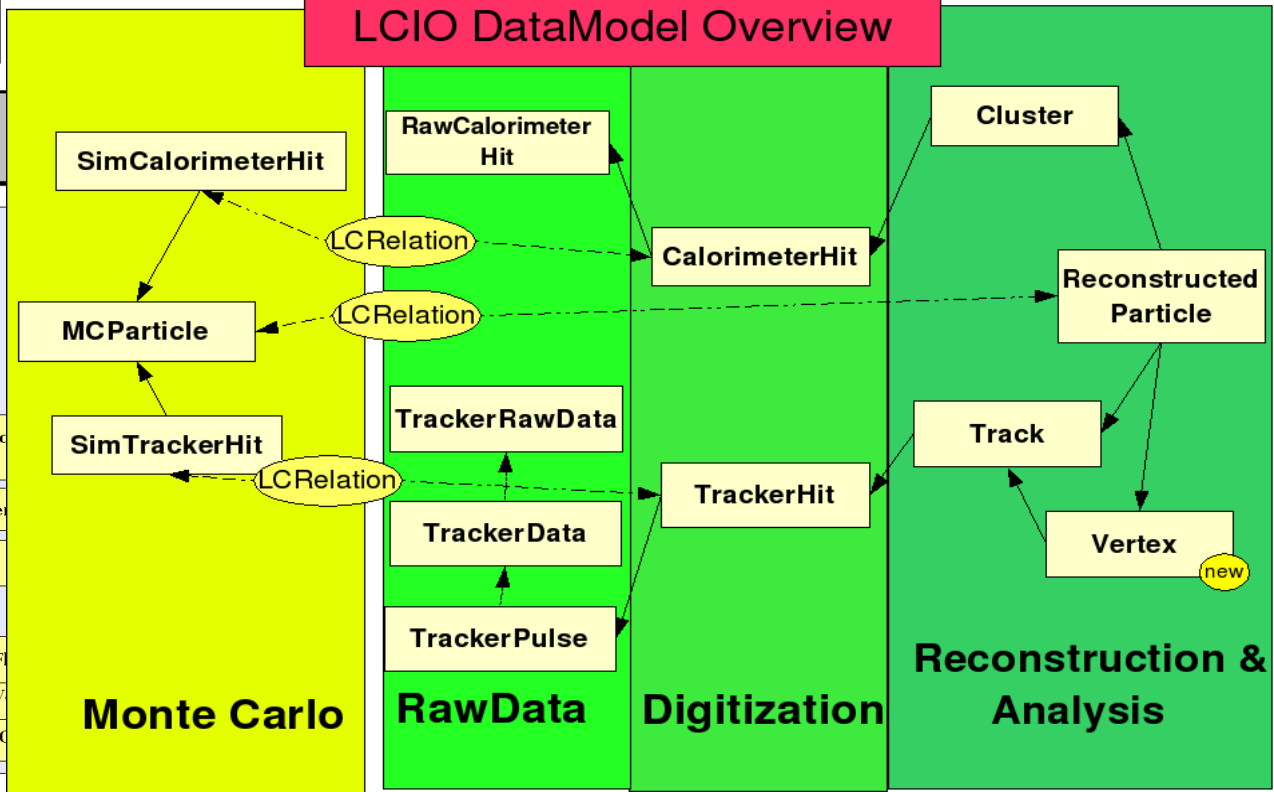 LCIO DataModel Overview
SimCalorimeterHit
MCParticle
SimTrackerHit
Monte Carlo
LCRelation
LCRelation
LCRelation
RawCalorimeter
Hit
TrackerRawData
TrackerData
TrackerPulse
RawData
CalorimeterHit
TrackerHit
Digitization
Cluster
Reconstructed
Particle
Track
Vertex
new
Reconstruction &
Analysis